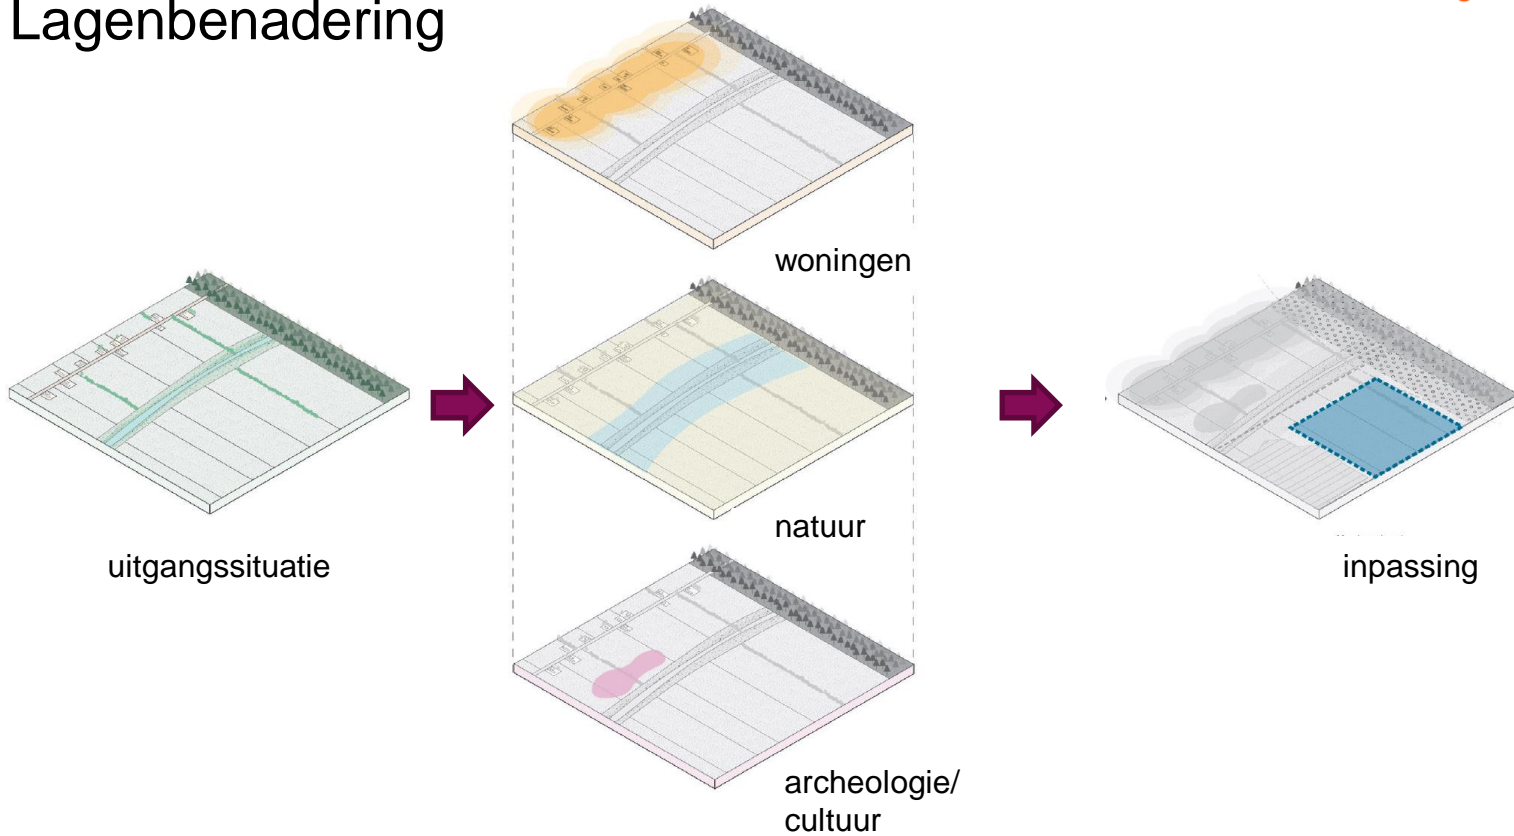 Lagenbenadering
woningen
natuur
uitgangssituatie
inpassing
archeologie/
cultuur